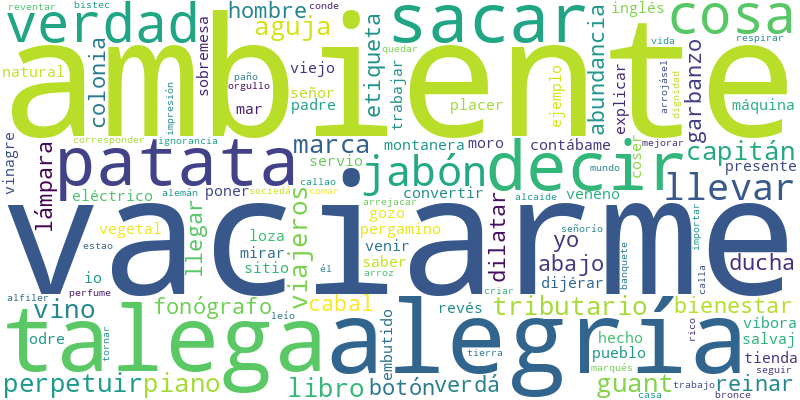 reventar bistec hombre conde sacar inglés cosa
verdad aguja
ambiente
natural colonia sobremesa paño viejo etiqueta quedar trabajar abundancia vida respirar
impresión orgullo señor placer ejemplo explicar arrojásel dignidad garbanzo máquina
mar padre
vinagre corresponder ignorancia marca montanera moro contábame coser mejorar
patata servio jabón decir capitán
lámpara eléctrico alemán poner socieda callao comar convertir veneno alcaide mundo llevar presente
vaciarme
vegetal llegar loza viajeros arrejacar gozo pergamino dilatar yo señorío importar
estao mirar venir abajo banquete calla ducha
io sitio él saber arroz dijérar
alfiler perfume fonógrafo cabal criar tributario bienestar
vino leío revés víbora
talega alegría
odre tornar embutido tierra hecho rico salvaj
pueblo tienda
perpetuir piano libro botón verdá marqués guant trabajo reinar seguir
casa bronce